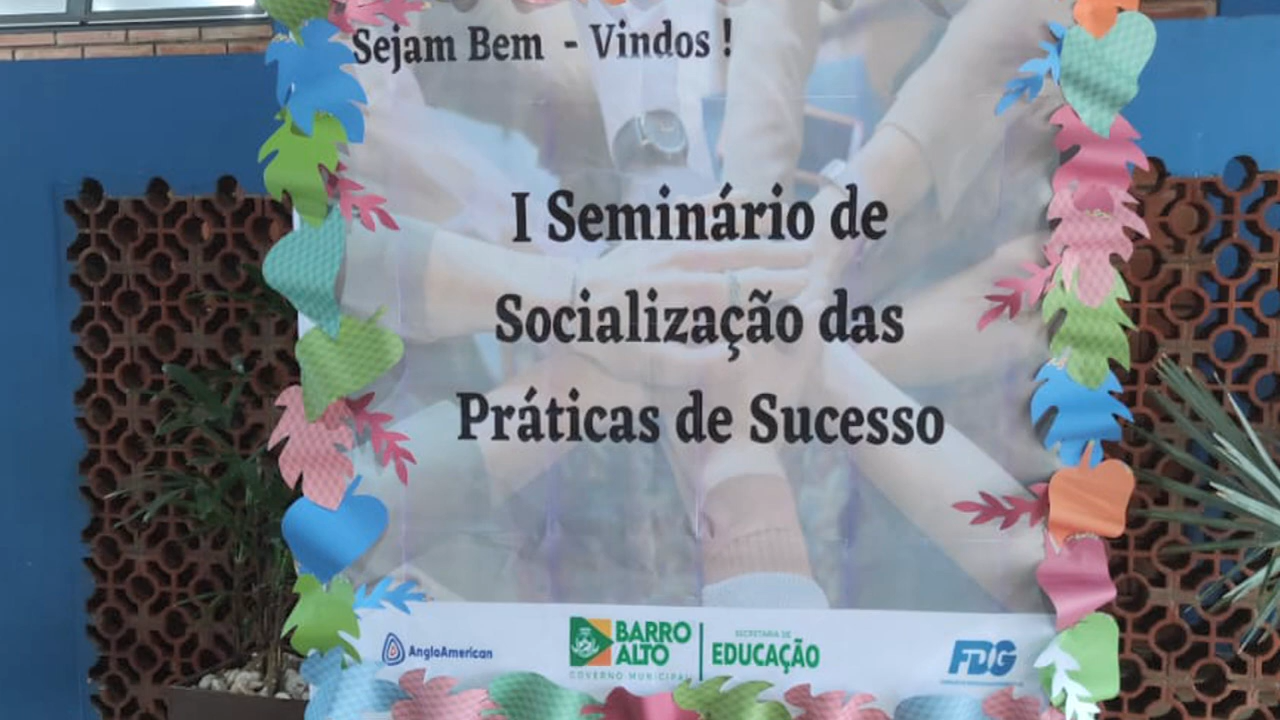 Sejam Bem - Vindos !
I Seminário de
Socialização das
Práticas de Sucesso
AngloAmerican
BARRO
ALTO
GOVERNO MUNICIPAL
SECRETARIA DE
EDUCAÇÃO
FDG